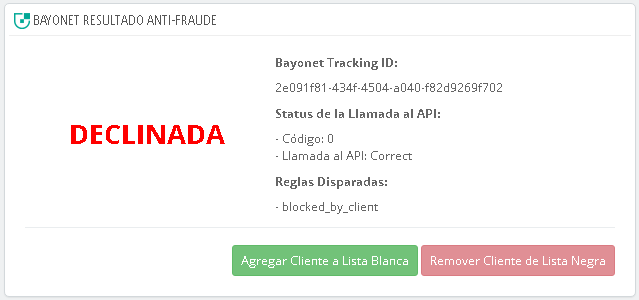 BAYONET RESULTADO ANTI-FRAUDE
DECLINADA
Bayonet Tracking ID:
2e091f81-434f-4504-a040-f82d9269f702
Status de la Llamada al API:
- Código: 0
- Llamada al API: Correct
Reglas Disparadas:
- blocked_by_client
Agregar Cliente a Lista Blanca
Remover Cliente de Lista Negra